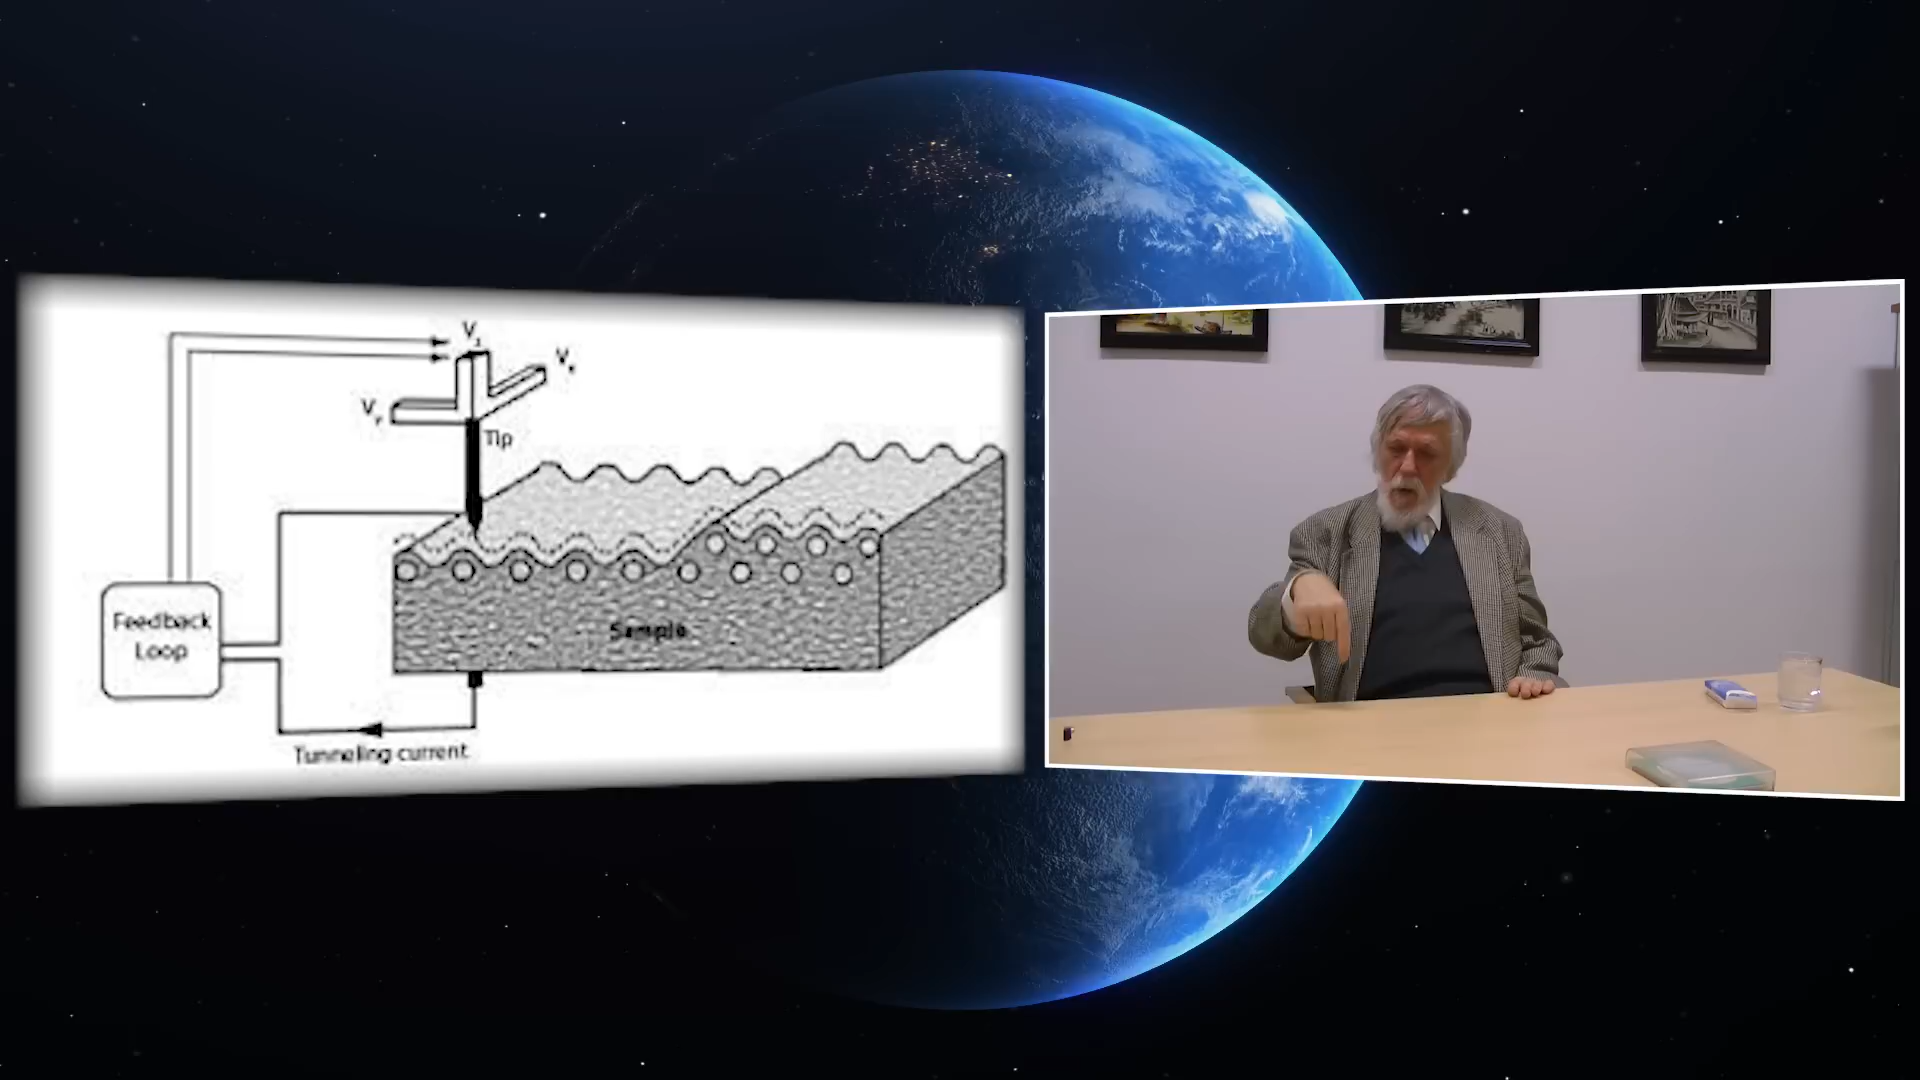 Vz
Vx
Vy
Tip
Feedback
Loop
Sample
Tunneling current